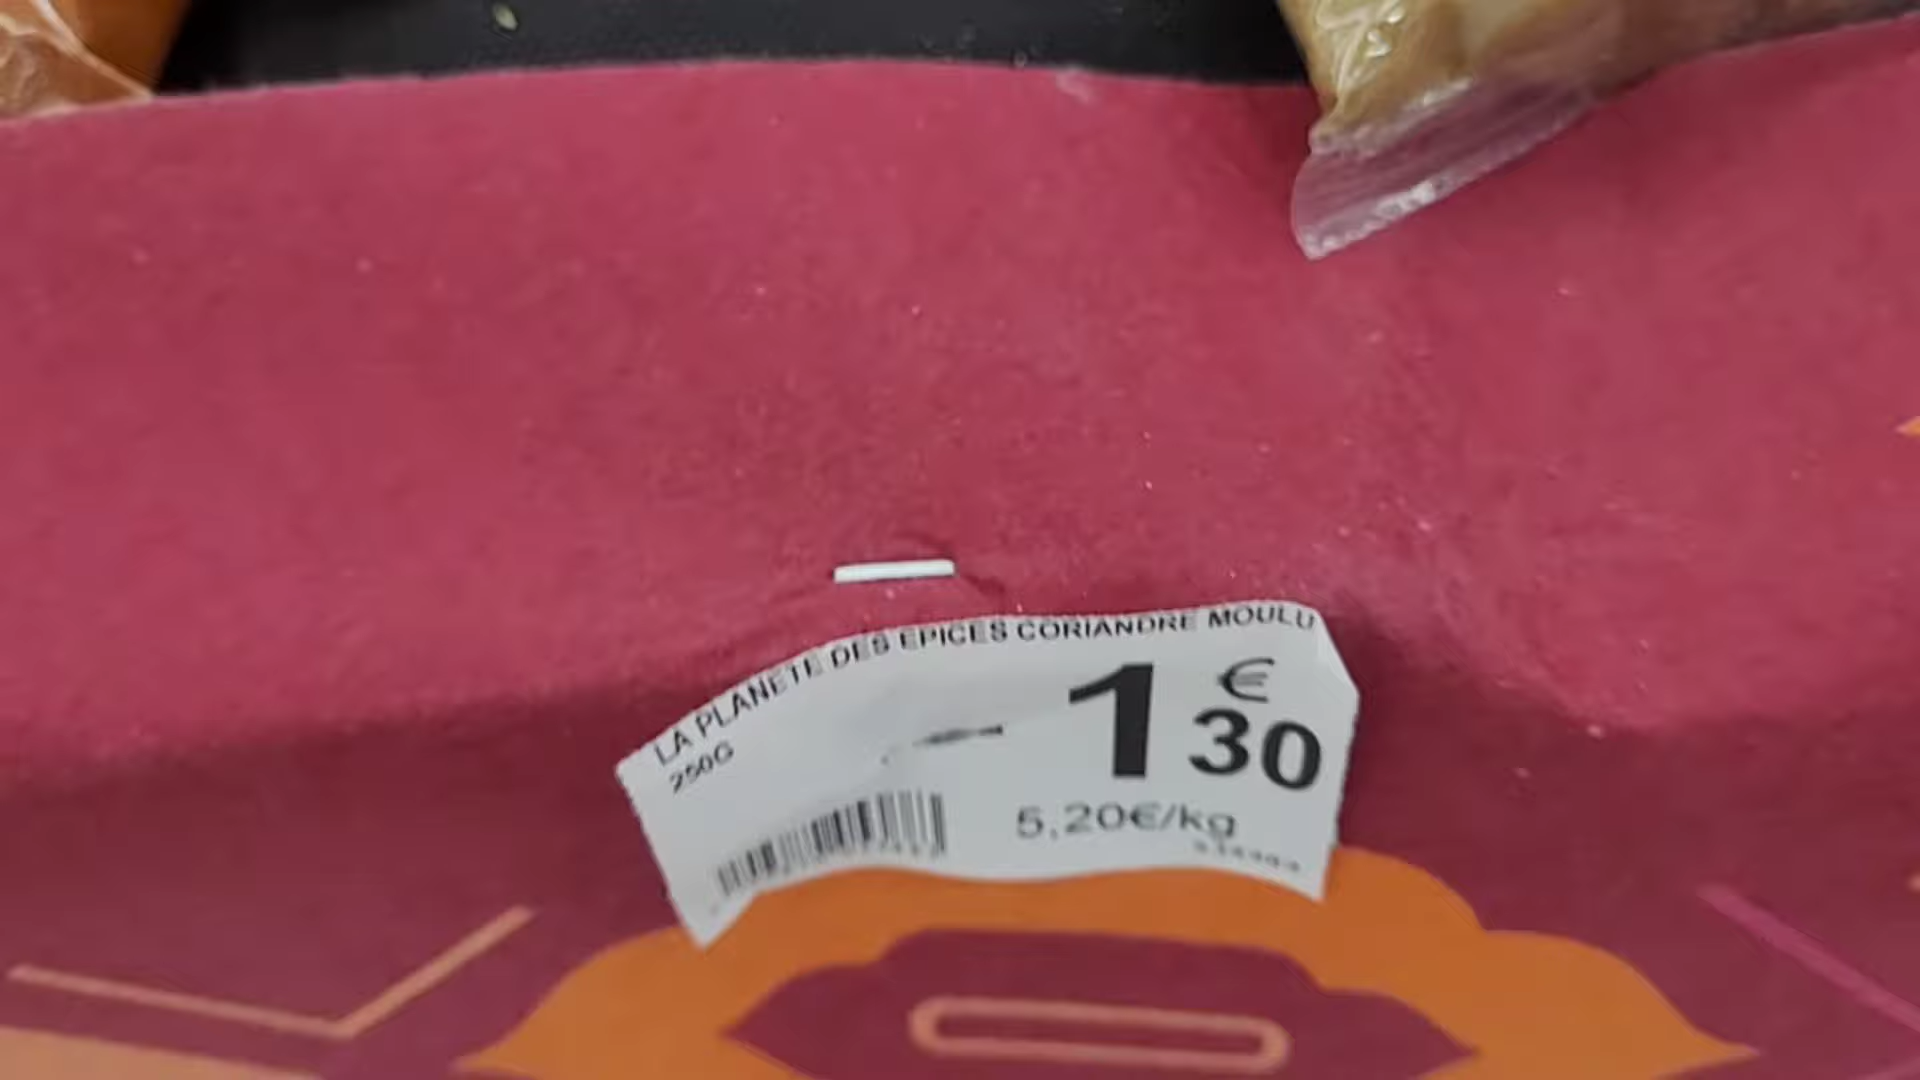 LA PLANETE DES EPICES CORIANDRE MOULU
250G
1 €
30
5,20€/kg